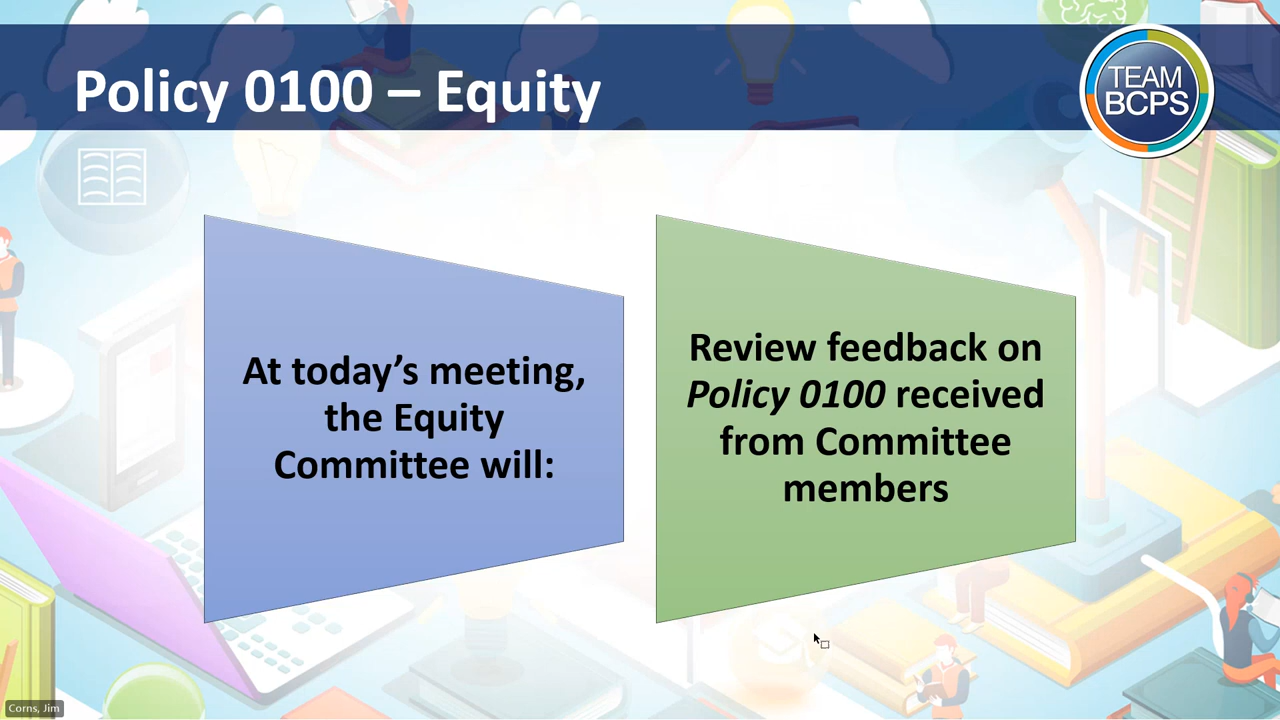 Policy 0100 – Equity
TEAM
BCPS
At today’s meeting,
the Equity
Committee will:
Review feedback on
Policy 0100 received
from Committee
members
Corns, Jim